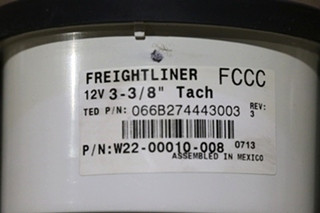 FREIGHTLINER FCCC
12V 3-3/8" Tach
TED P/N: 066B274443003 REV: 3
P/N: W22-00010-008 0713
ASSEMBLED IN MEXICO